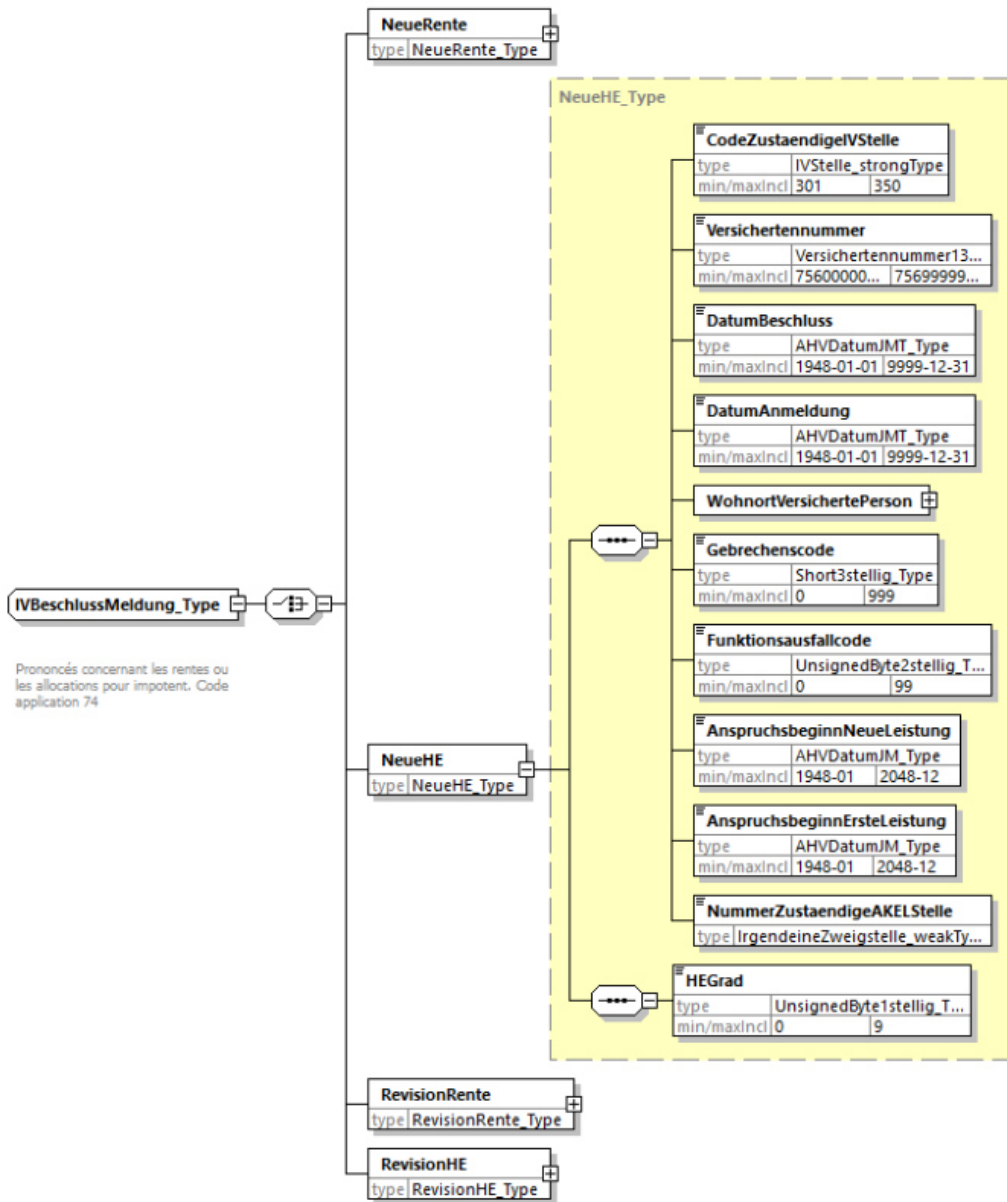 NeueRente
type NeueRente_Type
NeueHE_Type
CodeZustaendigeIVStelle
type IVStelle_strongType
min/maxIncl 301 350
Versichertennummer
type Versichertennummer13...
min/maxIncl 75600000... 75699999...
DatumBeschluss
type AHVDatumJMT_Type
min/maxIncl 1948-01-01 9999-12-31
DatumAnmeldung
type AHVDatumJMT_Type
min/maxIncl 1948-01-01 9999-12-31
WohnortVersichertePerson
Gebrechenscode
type Short3stellig_Type
min/maxIncl 0 999
IVBeschlussMeldung_Type
Prononcés concernant les rentes ou
les allocations pour impotent. Code
application 74
Funktionsausfallcode
type UnsignedByte2stellig_T...
min/maxIncl 0 99
AnspruchsbeginnNeueLeistung
type AHVDatumJM_Type
min/maxIncl 1948-01 2048-12
NeueHE
type NeueHE_Type
AnspruchsbeginnErsteLeistung
type AHVDatumJM_Type
min/maxIncl 1948-01 2048-12
NummerZustaendigeAKELStelle
type IrgendeineZweigstelle_weakTy...
HEGrad
type UnsignedByte1stellig_T...
min/maxIncl 0 9
RevisionRente
type RevisionRente_Type
RevisionHE
type RevisionHE_Type